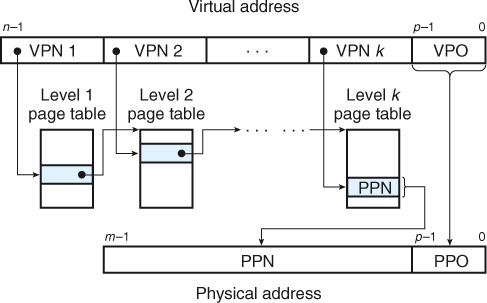 Virtual address
n–1 p–1 0
VPN 1 VPN 2 · · · VPN k VPO
Level 1 Level 2 Level k
page table page table page table
· · · · · ·
PPN
m–1 p–1 0
PPN PPO
Physical address